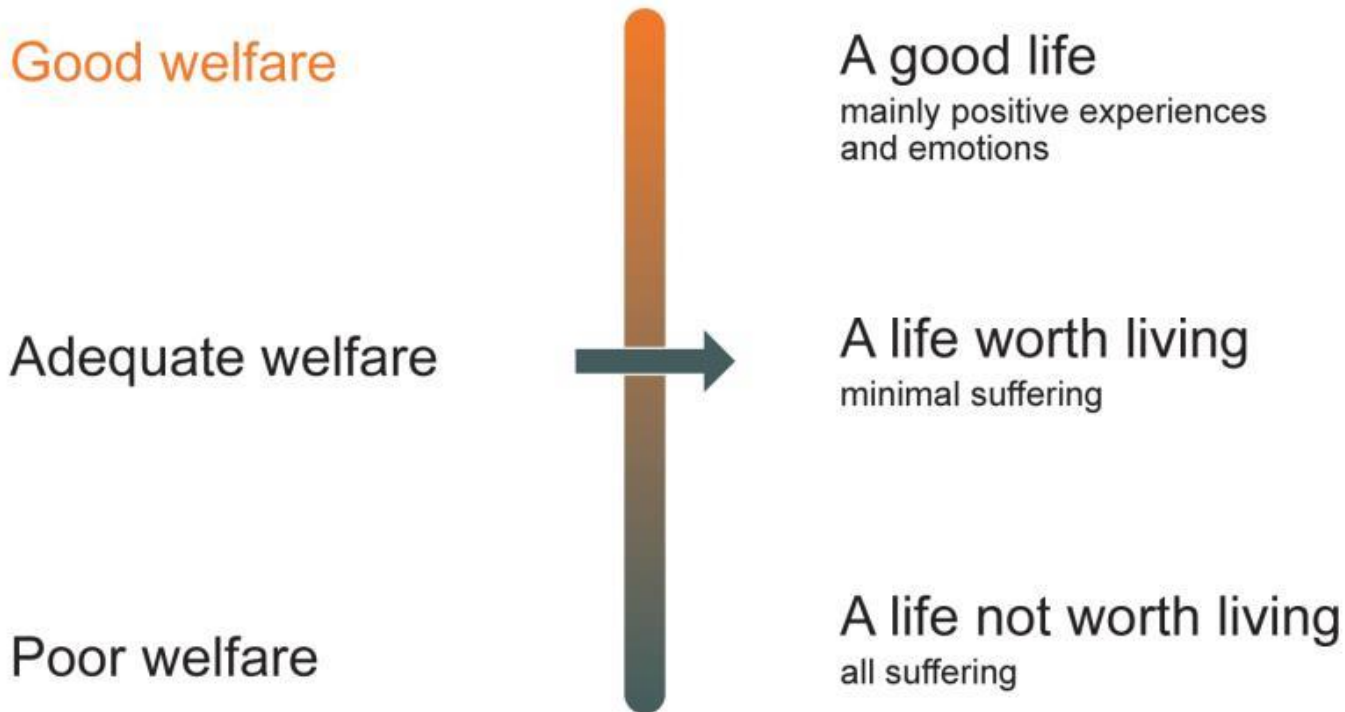 Good welfare
A good life
mainly positive experiences
and emotions
Adequate welfare
A life worth living
minimal suffering
Poor welfare
A life not worth living
all suffering